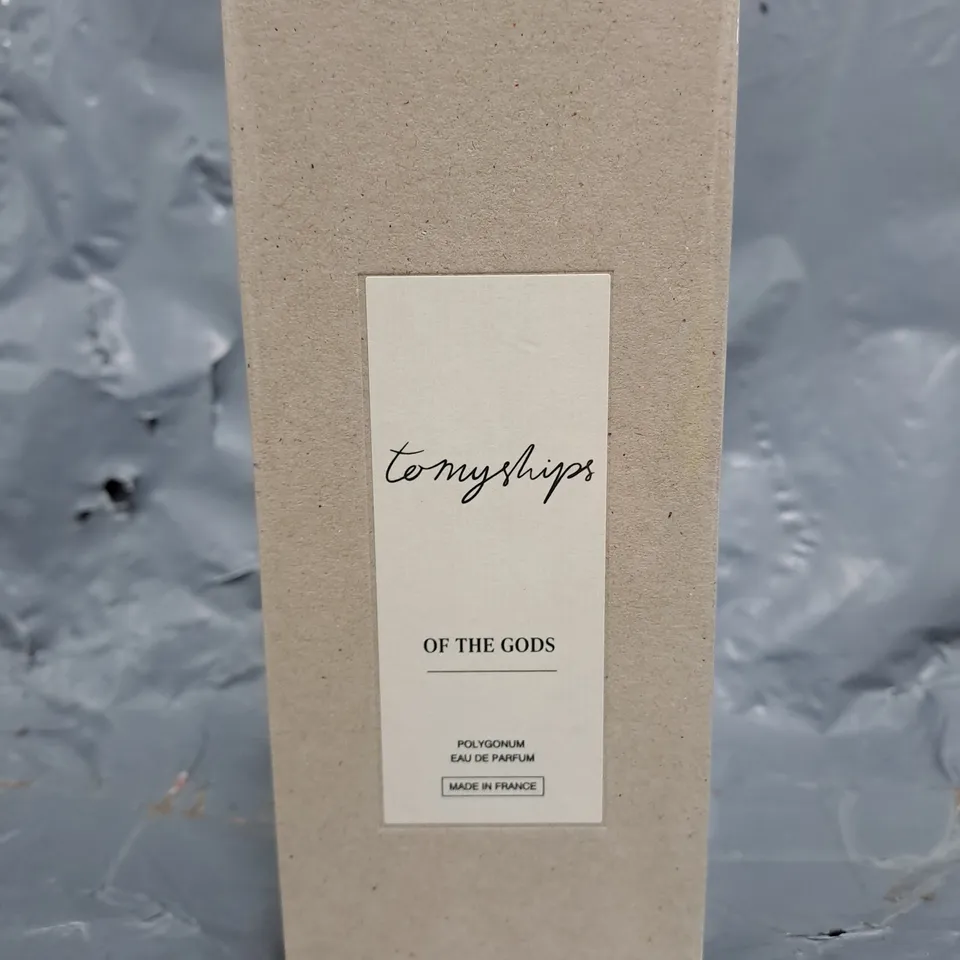 tomyships
OF THE GODS
POLYGONUM
EAU DE PARFUM
MADE IN FRANCE